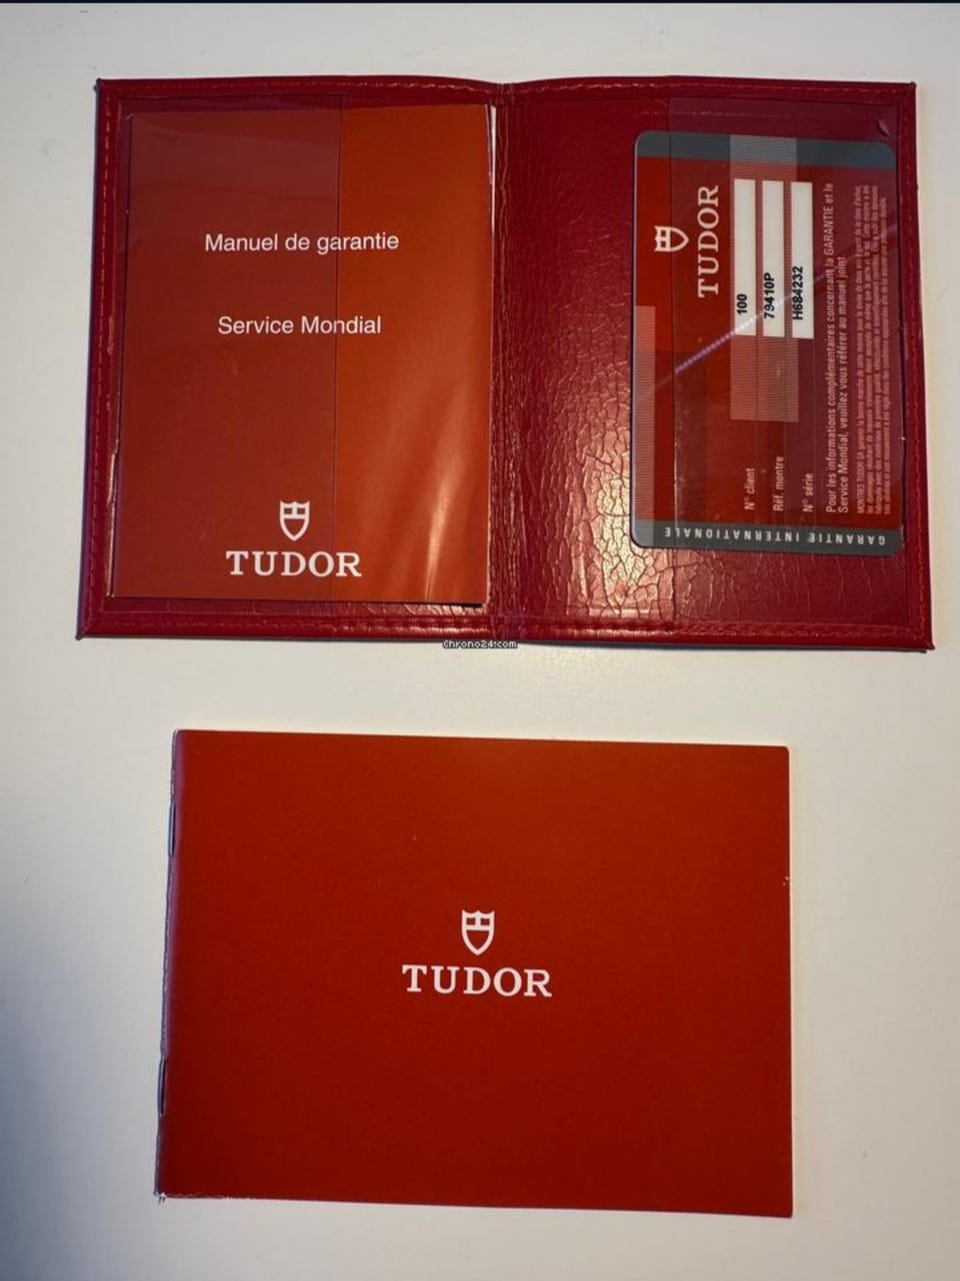 Manuel de garantie
Service Mondial
TUDOR
TUDOR
N° client 100
Réf. montre 79410P
N° série H684232
Pour les informations complémentaires concernant la GARANTIE et le
Service Mondial, veuillez vous référer au manuel joint.
GARANTIE INTERNATIONALE
Chrono24.com
TUDOR